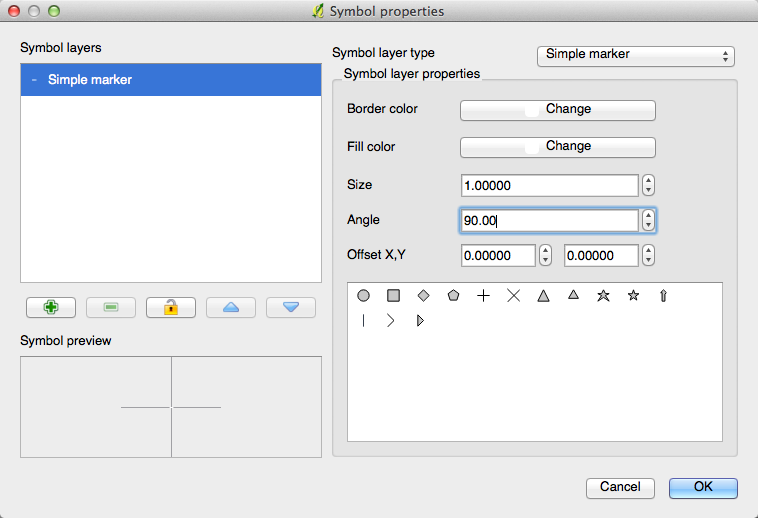 Symbol properties
Symbol layers
Simple marker
Symbol preview
Symbol layer type
Simple marker
Symbol layer properties
Border color
Change
Fill color
Change
Size
1.00000
Angle
90.00
Offset X,Y
0.00000
0.00000
Cancel
OK